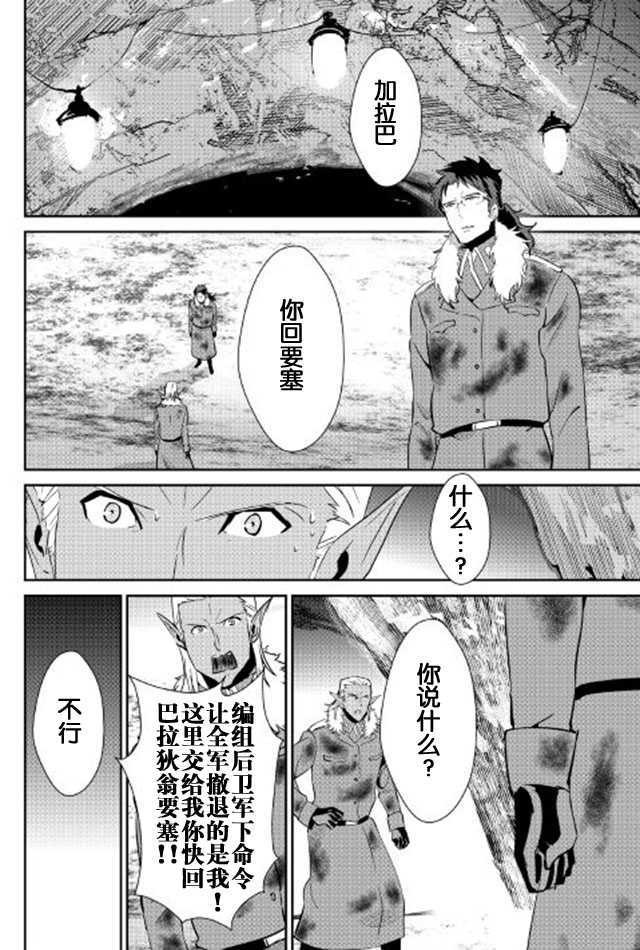 加拉巴
你回要塞
什么…?
你说什么?
编组后卫军下命令
让全军撤退的是我!
这里交给我你快回
巴拉狄翁要塞!!
不行